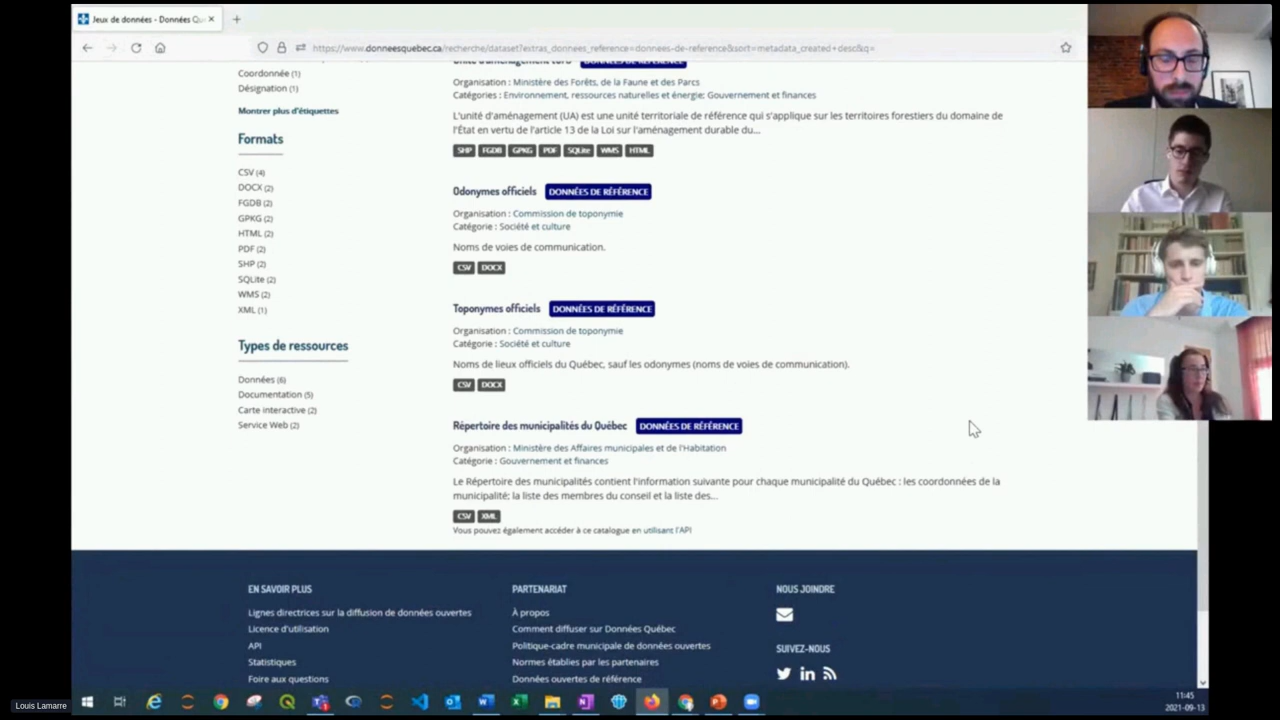 Jeux de données - Données Qu
https://www.donneesquebec.ca/recherche/dataset?extras_donnees_reference=donnees-de-reference&sort=metadata_created+desc&q=
Coordonnée (1)
Désignation (1)
Montrer plus d'étiquettes
Formats
CSV (4)
DOCX (2)
FGDB (2)
GPKG (2)
HTML (2)
PDF (2)
SHP (2)
SQLite (2)
WMS (2)
XML (1)
Types de ressources
Données (6)
Documentation (5)
Carte interactive (2)
Service Web (2)
Organisation : Ministère des Forêts, de la Faune et des Parcs
Catégories : Environnement, ressources naturelles et énergie; Gouvernement et finances
L'unité d'aménagement (UA) est une unité territoriale de référence qui s'applique sur les territoires forestiers du domaine de
l'État en vertu de l'article 13 de la Loi sur l'aménagement durable du...
SHP FGDB GPKG PDF SQLite WMS HTML
Odonymes officiels DONNÉES DE RÉFÉRENCE
Organisation : Commission de toponymie
Catégorie : Société et culture
Noms de voies de communication.
CSV DOCX
Toponymes officiels DONNÉES DE RÉFÉRENCE
Organisation : Commission de toponymie
Catégorie : Société et culture
Noms de lieux officiels du Québec, sauf les odonymes (noms de voies de communication).
CSV DOCX
Répertoire des municipalités du Québec DONNÉES DE RÉFÉRENCE
Organisation : Ministère des Affaires municipales et de l'Habitation
Catégorie : Gouvernement et finances
Le Répertoire des municipalités contient l'information suivante pour chaque municipalité du Québec : les coordonnées de la
municipalité; la liste des membres du conseil et la liste des...
CSV XML
Vous pouvez également accéder à ce catalogue en utilisant l'API
EN SAVOIR PLUS
Lignes directrices sur la diffusion de données ouvertes
Licence d'utilisation
API
Statistiques
Foire aux questions
PARTENARIAT
À propos
Comment diffuser sur Données Québec
Politique-cadre municipale de données ouvertes
Normes établies par les partenaires
Données ouvertes de référence
NOUS JOINDRE
SUIVEZ-NOUS
11:45
2021-09-13
Louis Lamarre